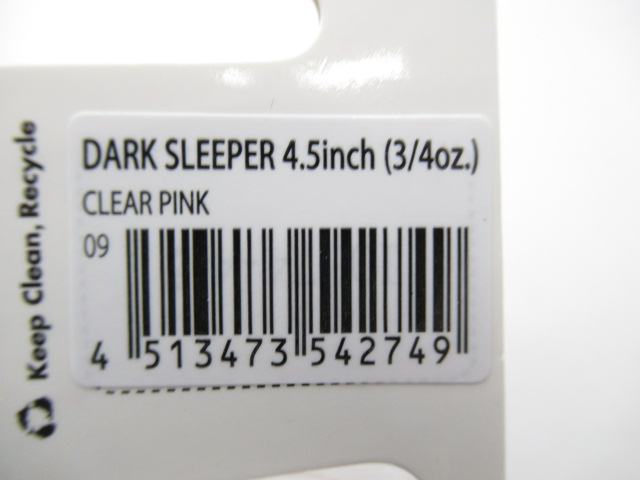 DARK SLEEPER 4.5inch (3/4oz.)
CLEAR PINK
09
4 513473 542749
Keep Clean, Recycle